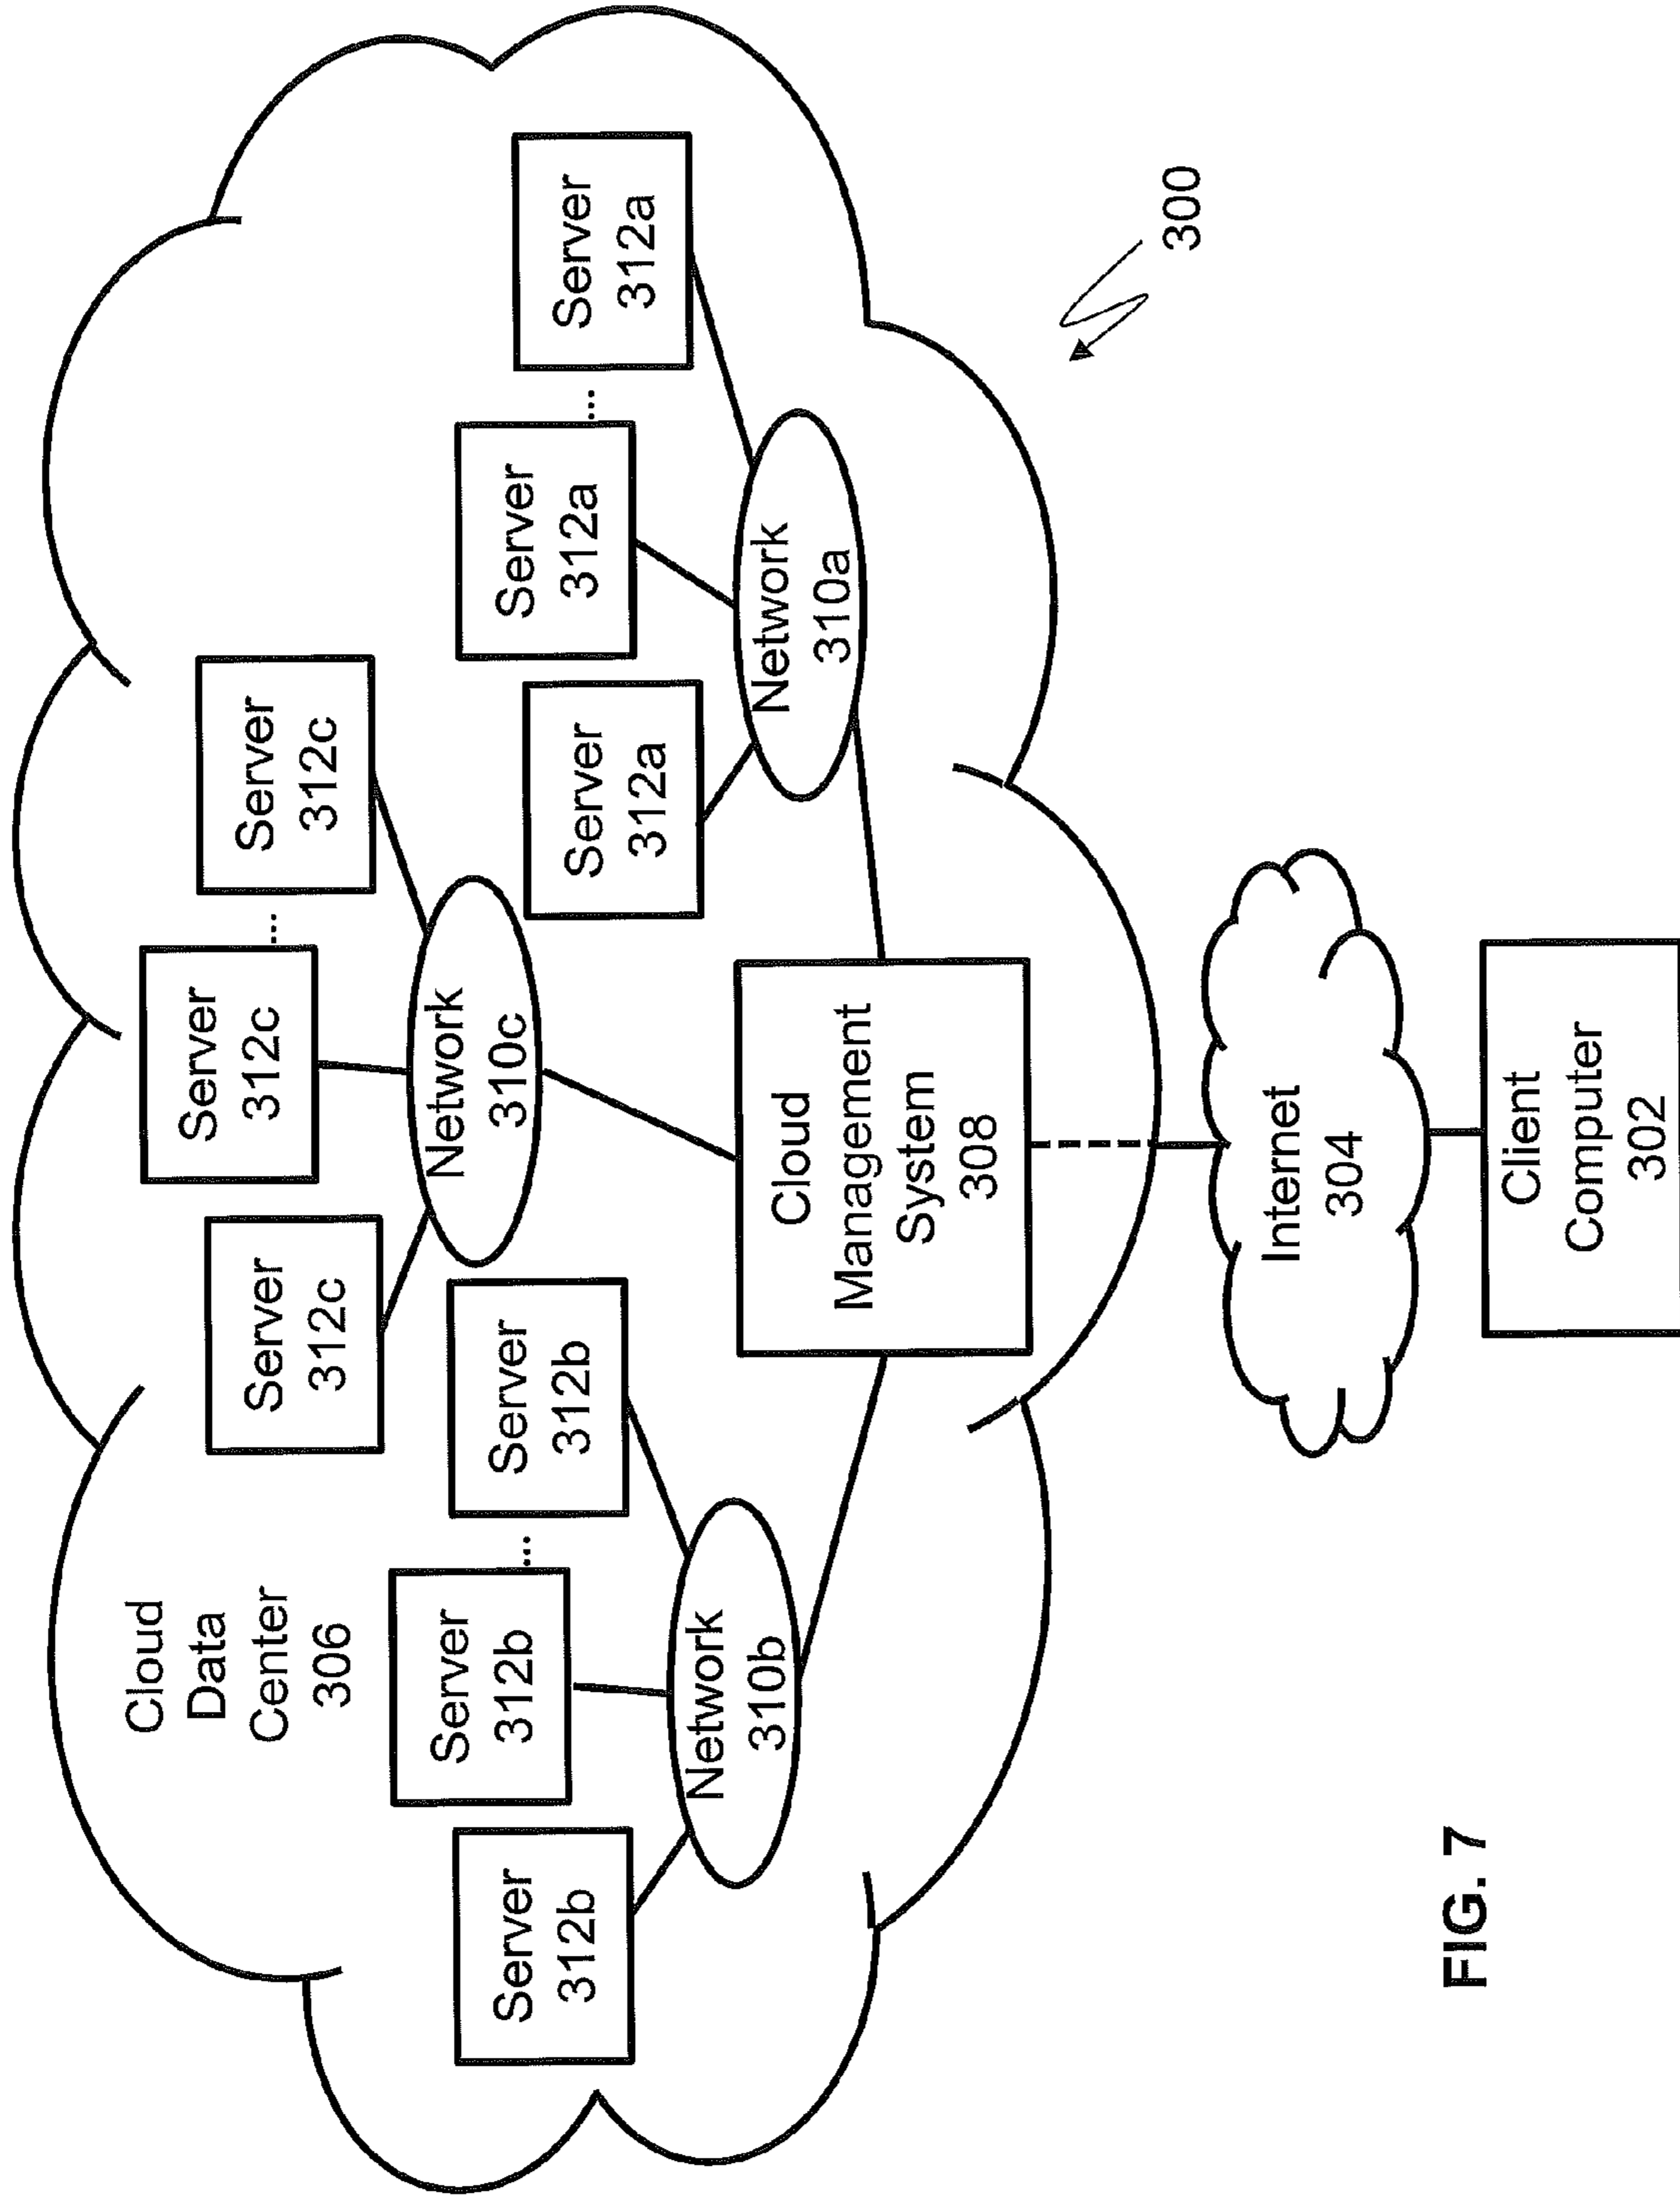 Cloud
Data
Center
306
Server
312c
Server
312c
...
Server
312c
Network
310c
Server
312b
Server
312b
...
Server
312b
Network
310b
Server
312a
Server
312a
...
Server
312a
Network
310a
Cloud
Management
System
308
Internet
304
Client
Computer
302
300
FIG. 7